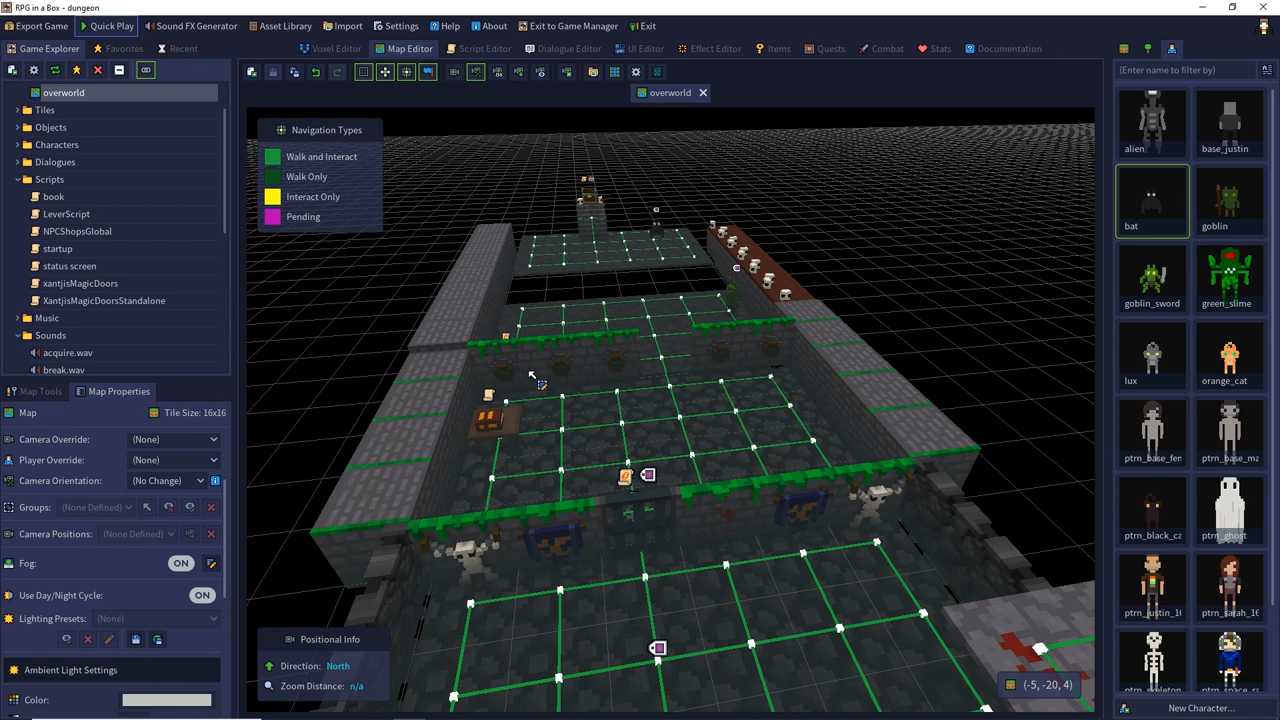 RPG in a Box - dungeon
Export Game Quick Play Sound FX Generator Asset Library Import Settings Help About Exit to Game Manager Exit
Game Explorer Favorites Recent Voxel Editor Map Editor Script Editor Dialogue Editor UI Editor Effect Editor Items Quests Combat Stats Documentation
(Enter name to filter by)
overworld
Tiles
Objects
Characters
Dialogues
Scripts
book
LeverScript
NPCShopsGlobal
startup
status screen
xantjisMagicDoors
XantjisMagicDoorsStandalone
Music
Sounds
acquire.wav
break.wav
Map Tools Map Properties
Map Tile Size: 16x16
Camera Override: (None)
Player Override: (None)
Camera Orientation: (No Change)
Groups: (None Defined)
Camera Positions: (None Defined)
Fog: ON
Use Day/Night Cycle: ON
Lighting Presets: (None)
Ambient Light Settings
Color:
overworld
Navigation Types
Walk and Interact
Walk Only
Interact Only
Pending
Positional Info
Direction: North
Zoom Distance: n/a
(-5, -20, 4)
alien base_justin
bat goblin
goblin_sword green_slime
lux orange_cat
ptrn_base_fem ptrn_base_ma
ptrn_black_ca ptrn_ghost
ptrn_justin_16 ptrn_sarah_16
ptrn_skeleton ptrn_space_ra
New Character...